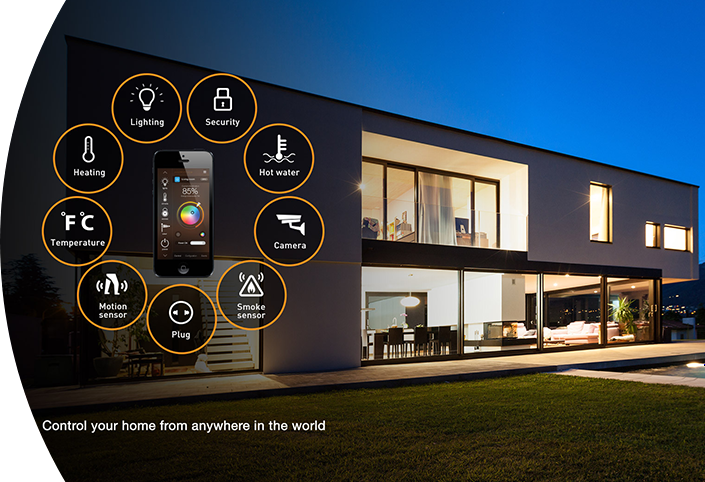 Lighting
Security
Heating
Hot water
°F °C
Temperature
85%
Camera
Motion
sensor
Smoke
sensor
Plug
Control your home from anywhere in the world